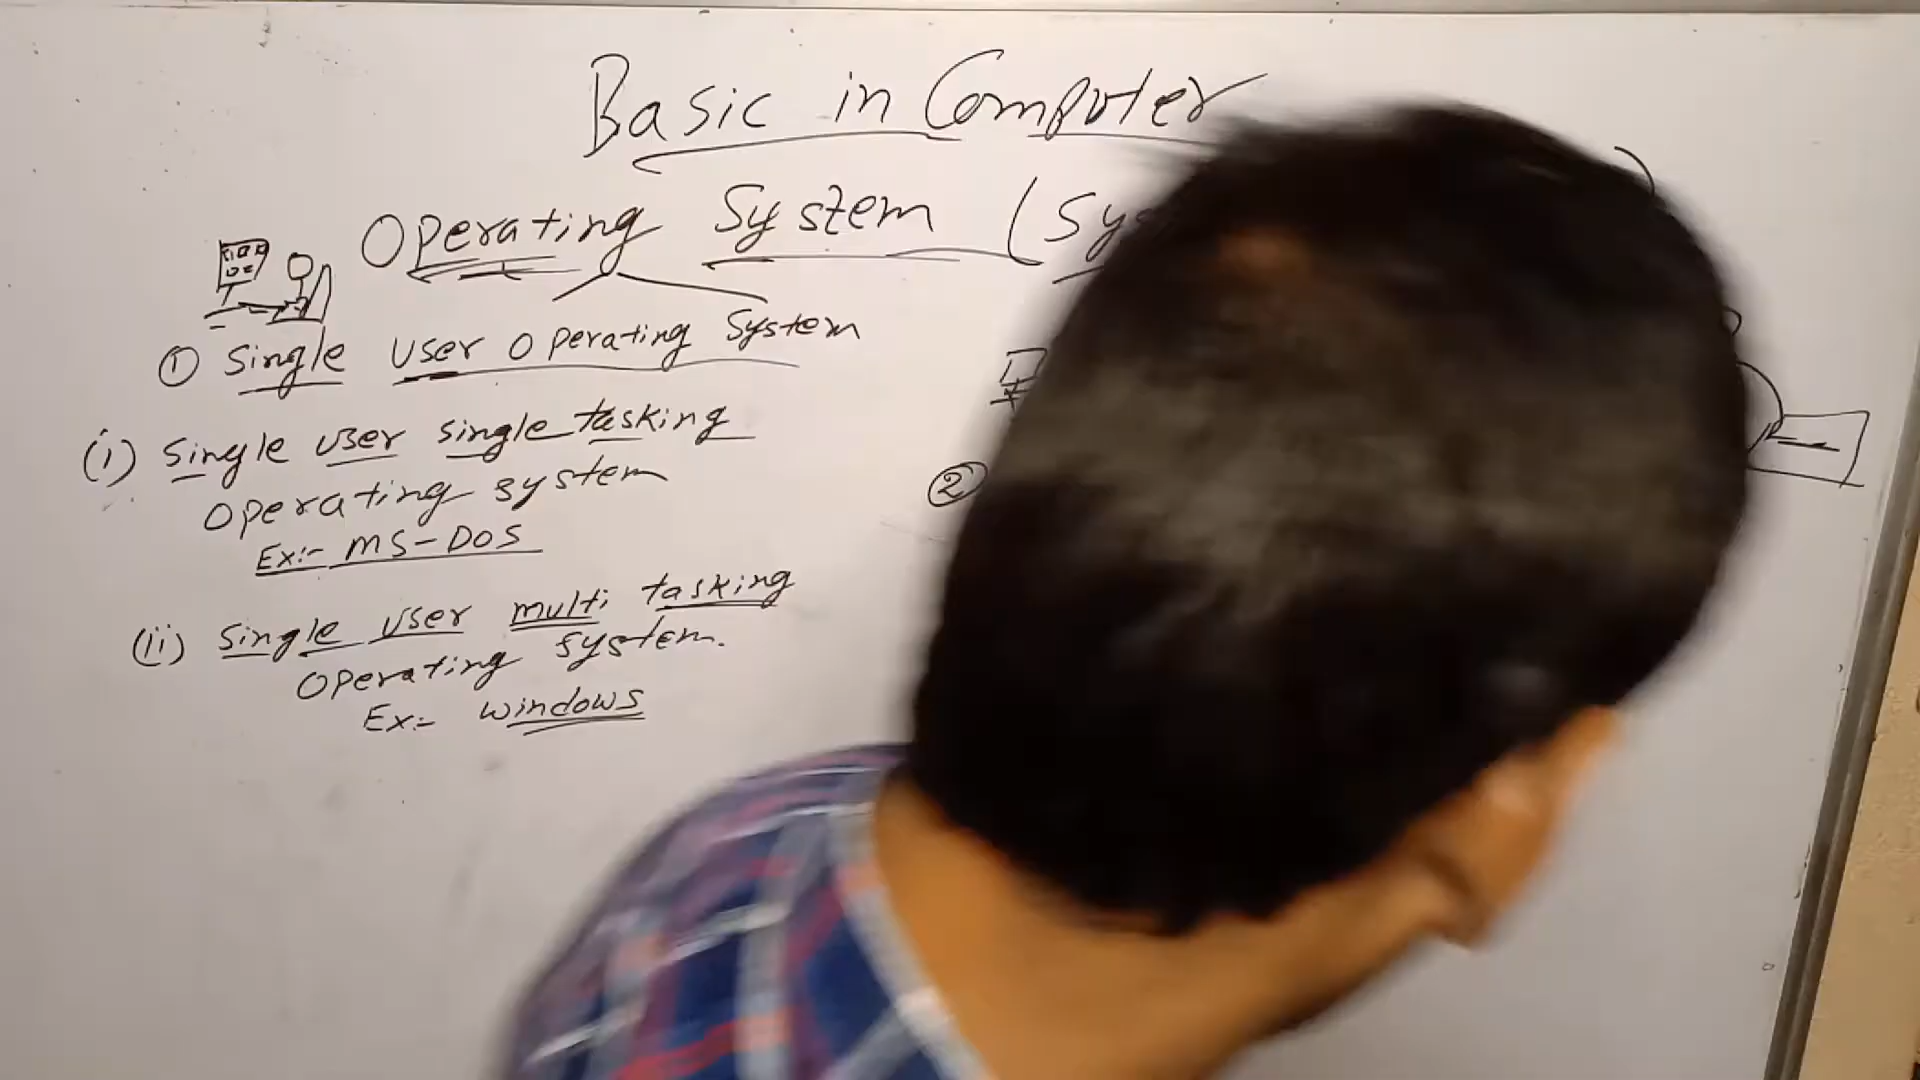 Basic in Computer
Operating System (Sy
① Single User Operating System
(i) Single user single tasking
Operating system
Ex:- MS-DOS
②
(ii) Single user multi tasking
Operating system.
Ex:- windows